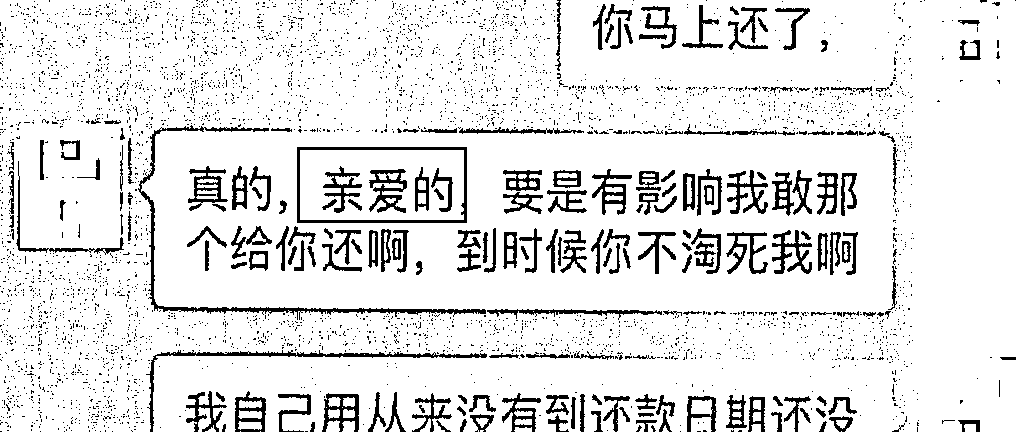 你马上还了，
真的，亲爱的，要是有影响我敢那
个给你还啊，到时候你不淘死我啊
我自己用从来没有到还款日期还没